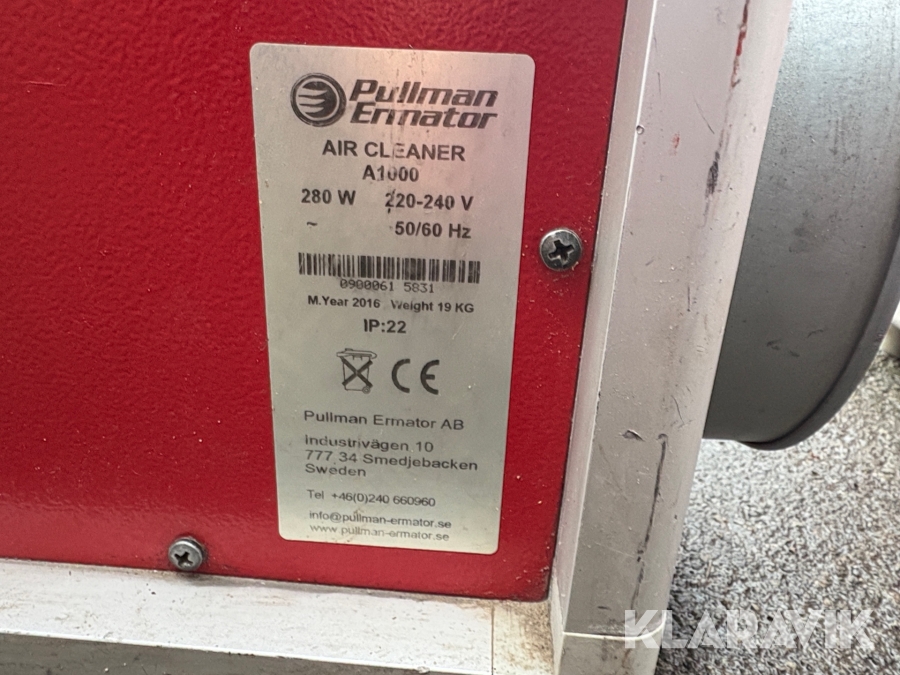 Pullman
Ermator
AIR CLEANER
A1000
280 W 220-240 V
~ 50/60 Hz
0900061 5831
M.Year 2016 Weight 19 KG
IP:22
CE
Pullman Ermator AB
Industrivägen 10
777 34 Smedjebacken
Sweden
Tel +46(0)240 660960
info@pullman-ermator.se
www.pullman-ermator.se
KLARAVIK